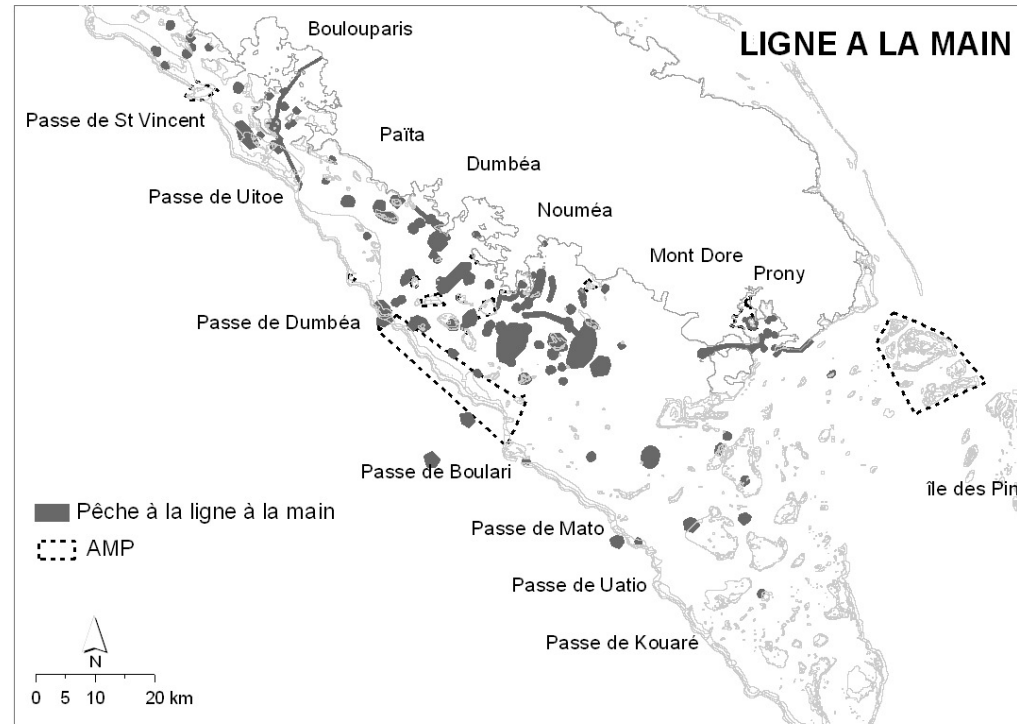 LIGNE A LA MAIN
Boulouparis
Passe de St Vincent
Païta
Dumbéa
Passe de Uitoe
Nouméa
Mont Dore
Prony
Passe de Dumbéa
Passe de Boulari
île des Pin
Pêche à la ligne à la main
Passe de Mato
AMP
Passe de Uatio
Passe de Kouaré
N
0 5 10 20 km